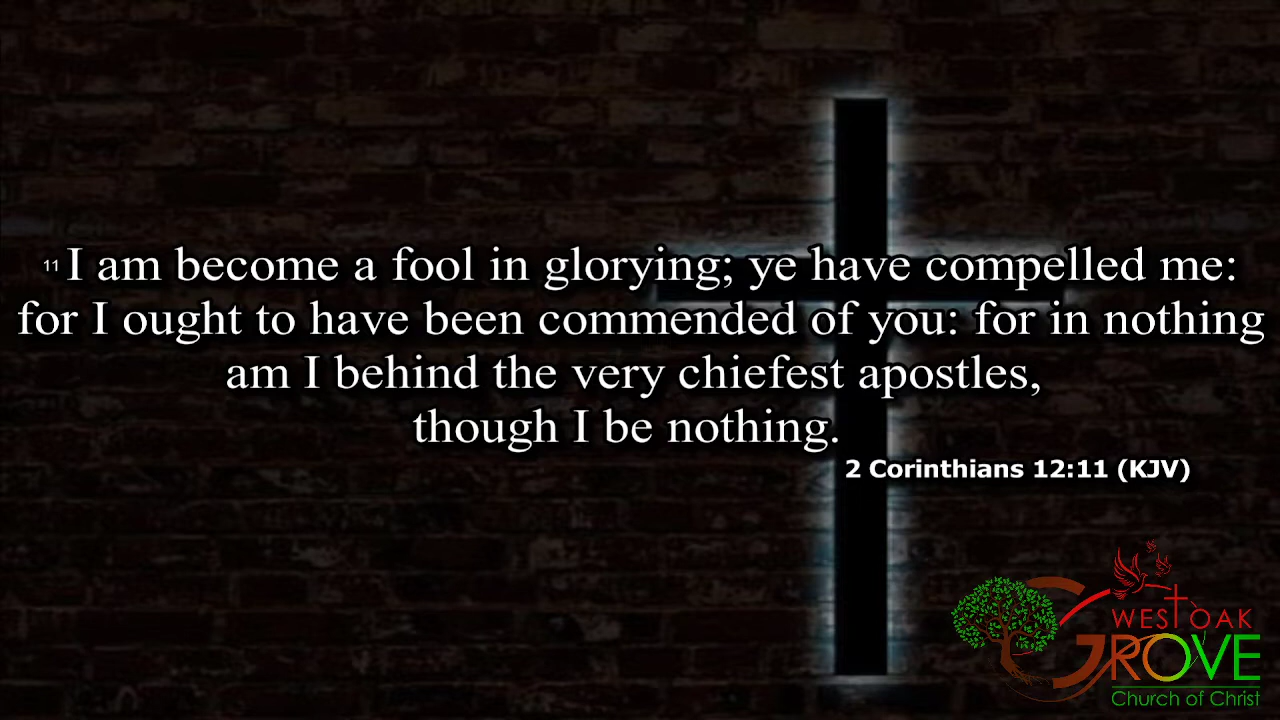 11 I am become a fool in glorying; ye have compelled me:
for I ought to have been commended of you: for in nothing
am I behind the very chiefest apostles,
though I be nothing.
2 Corinthians 12:11 (KJV)
WEST OAK
GROVE
Church of Christ